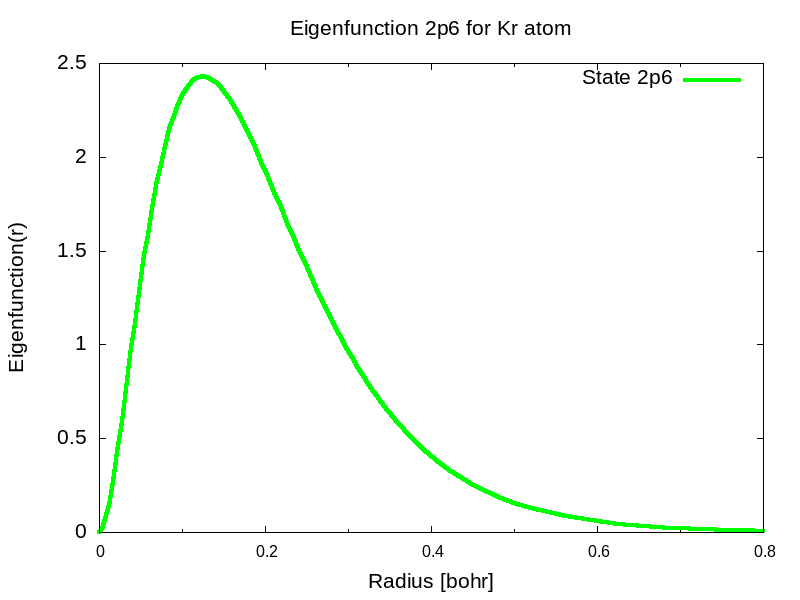 Eigenfunction 2p6 for Kr atom
State 2p6
Eigenfunction(r)
2.5
2
1.5
1
0.5
0
0 0.2 0.4 0.6 0.8
Radius [bohr]